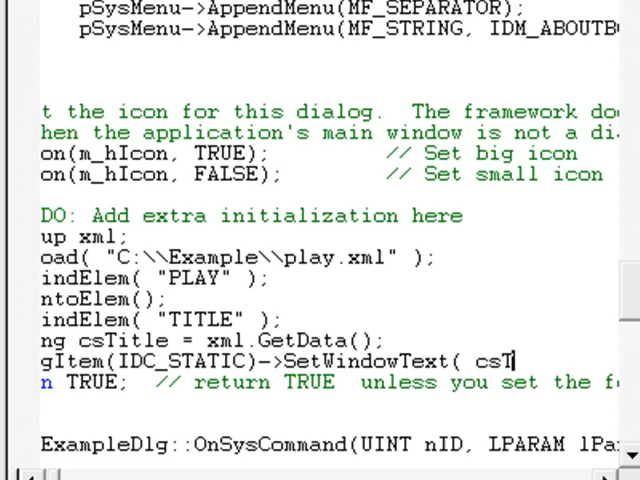 pSysMenu->AppendMenu(MF_SEPARATOR);
pSysMenu->AppendMenu(MF_STRING, IDM_ABOUTB
t the icon for this dialog.  The framework do
hen the application's main window is not a di
on(m_hIcon, TRUE);         // Set big icon
on(m_hIcon, FALSE);        // Set small icon
DO: Add extra initialization here
up xml;
oad( "C:\\Example\\play.xml" );
indElem( "PLAY" );
ntoElem();
indElem( "TITLE" );
ng csTitle = xml.GetData();
gItem(IDC_STATIC)->SetWindowText( csT
n TRUE;  // return TRUE  unless you set the f
ExampleDlg::OnSysCommand(UINT nID, LPARAM lPa